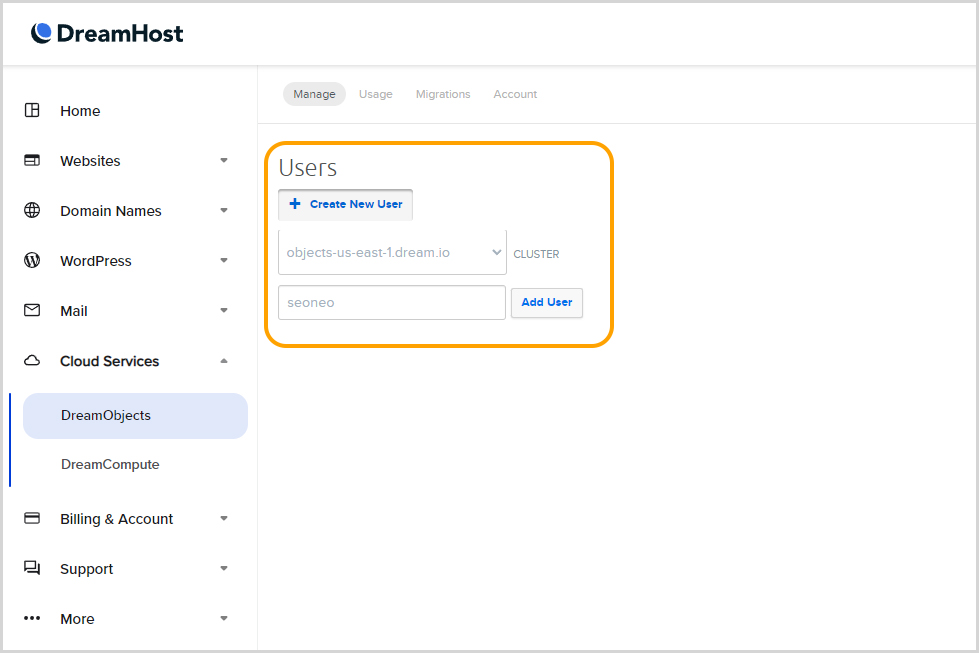 DreamHost
Manage Usage Migrations Account
Home
Websites
Domain Names
WordPress
Mail
Cloud Services
DreamObjects
DreamCompute
Billing & Account
Support
More
Users
+ Create New User
objects-us-east-1.dream.io CLUSTER
seoneo Add User